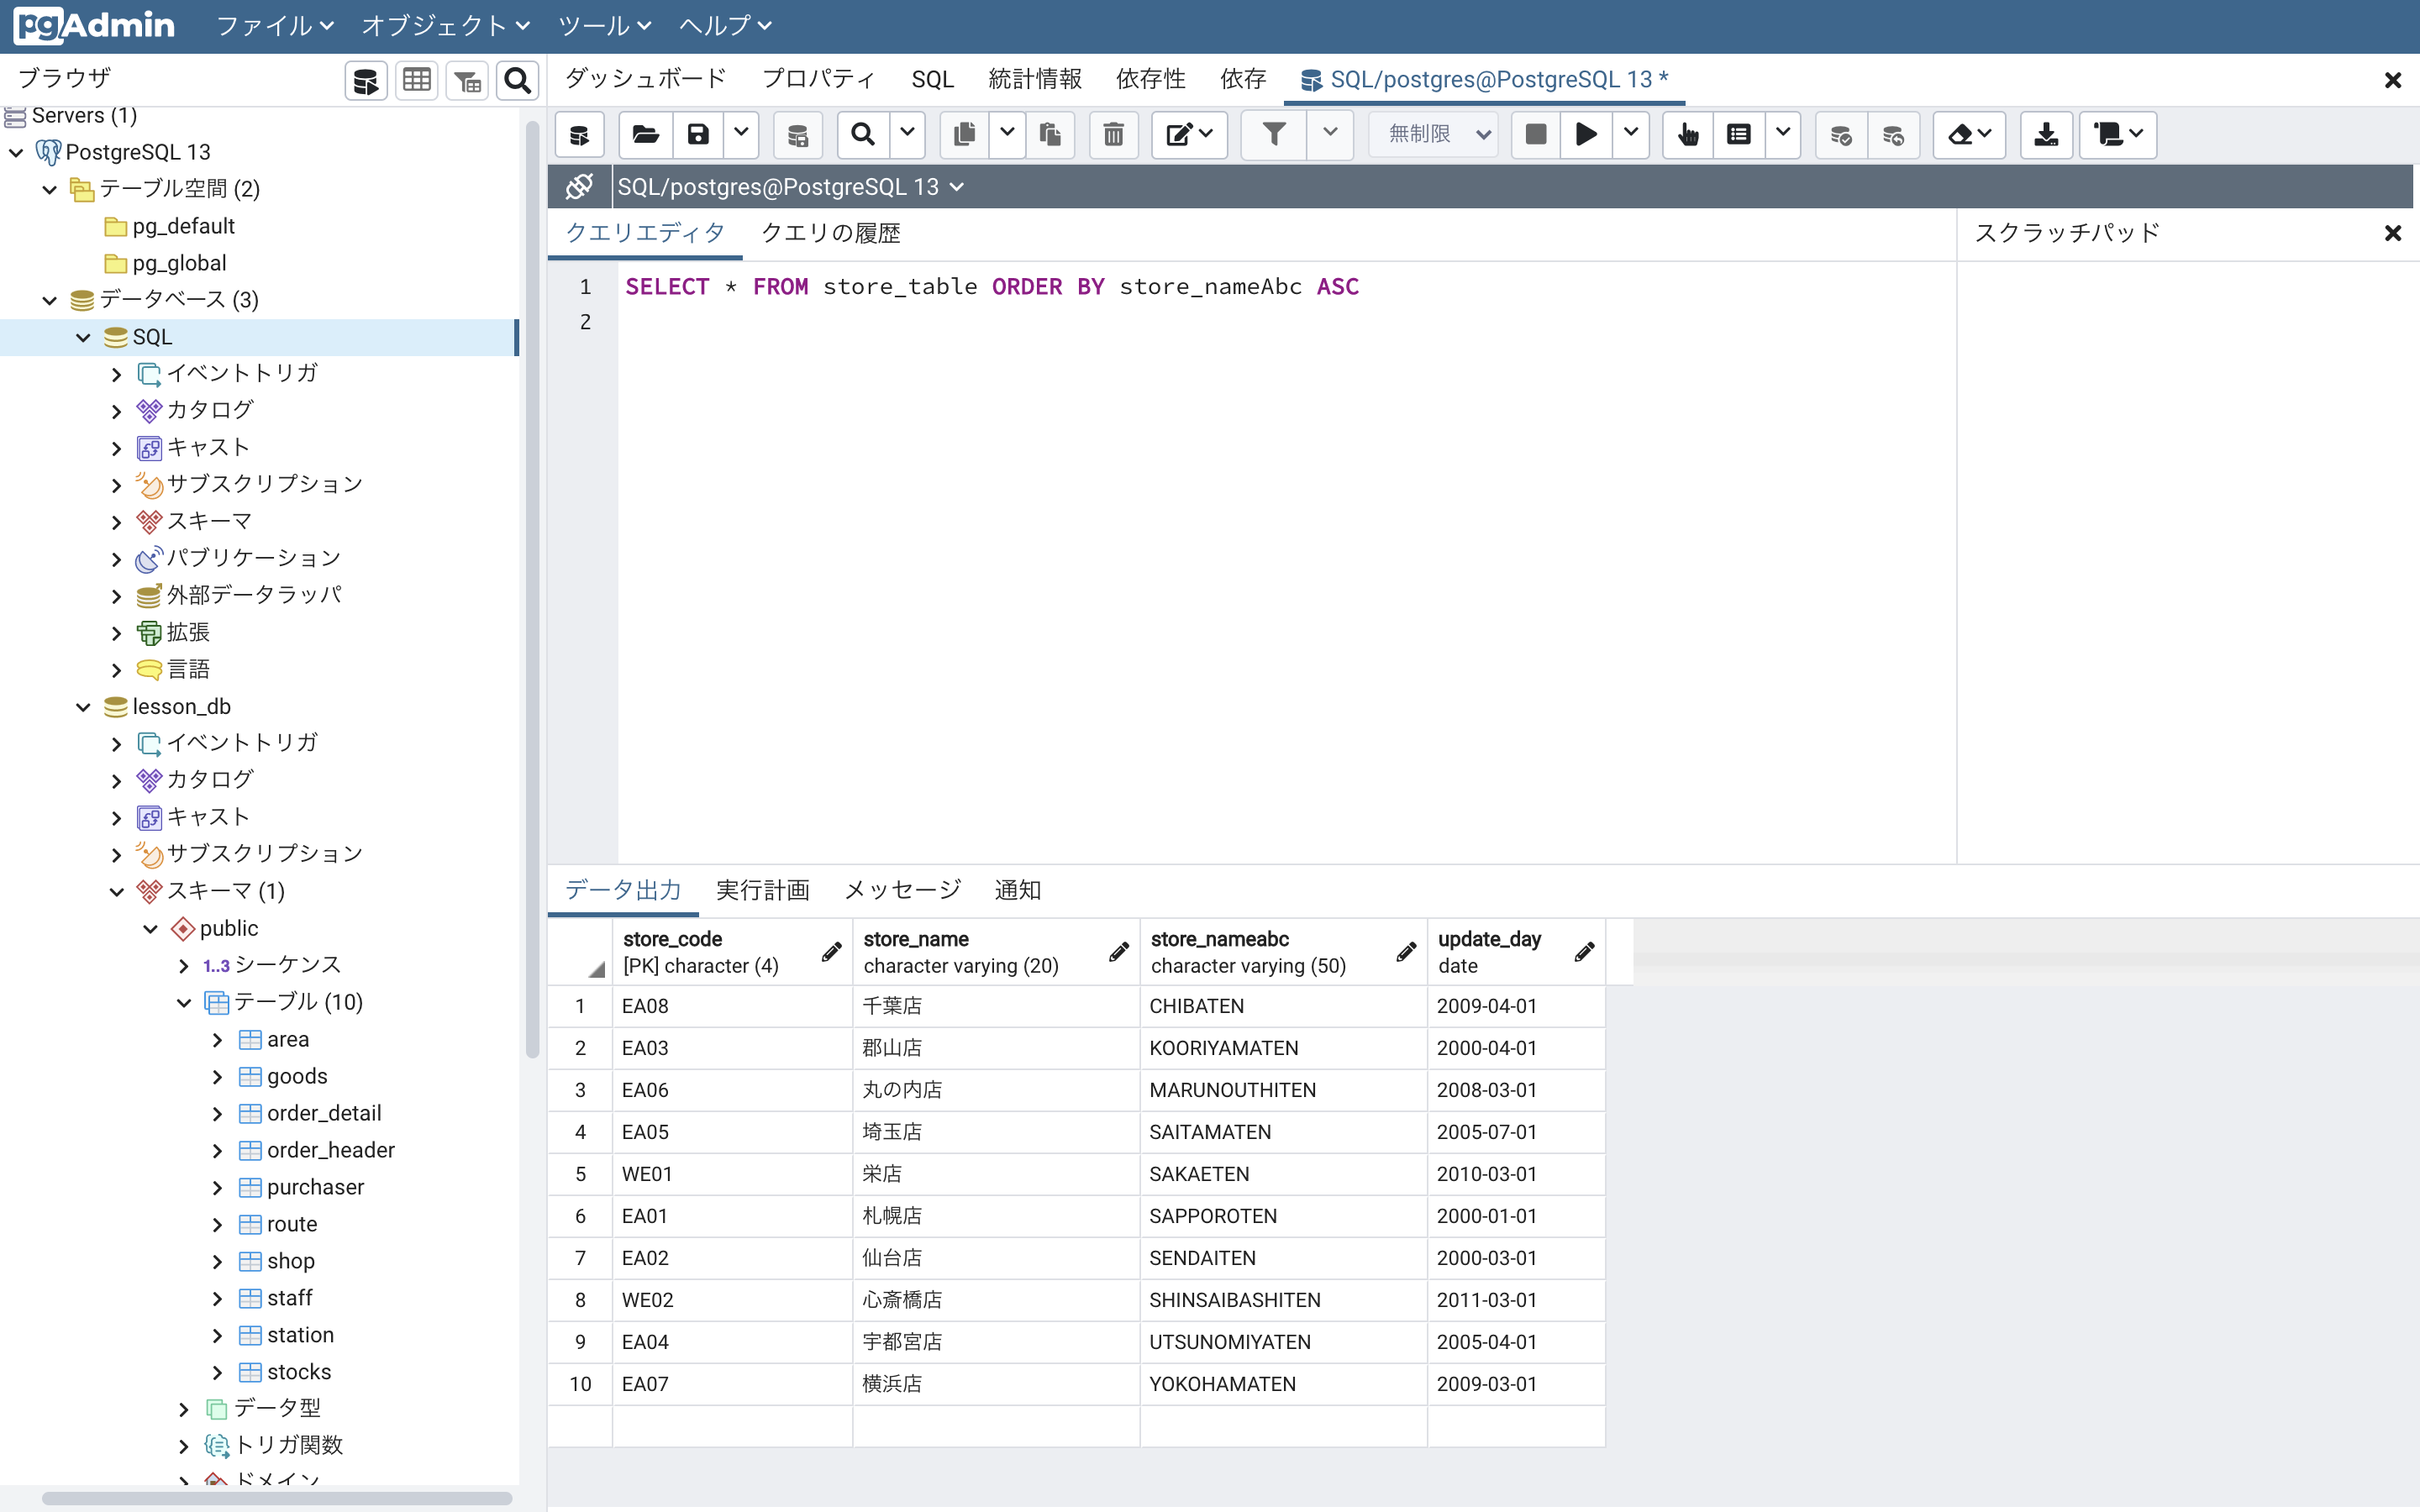 pgAdmin ファイル オブジェクト ツール ヘルプ
ブラウザ
ダッシュボード プロパティ SQL 統計情報 依存性 依存 SQL/postgres@PostgreSQL 13 *
Servers (1)
PostgreSQL 13
テーブル空間 (2)
pg_default
pg_global
データベース (3)
SQL
イベントトリガ
カタログ
キャスト
サブスクリプション
スキーマ
パブリケーション
外部データラッパ
拡張
言語
lesson_db
イベントトリガ
カタログ
キャスト
サブスクリプション
スキーマ (1)
public
1..3 シーケンス
テーブル (10)
area
goods
order_detail
order_header
purchaser
route
shop
staff
station
stocks
データ型
トリガ関数
ドメイン
無制限
SQL/postgres@PostgreSQL 13
クエリエディタ クエリの履歴
スクラッチパッド
1 SELECT * FROM store_table ORDER BY store_nameAbc ASC
2
データ出力 実行計画 メッセージ 通知
store_code store_name store_nameabc update_day
[PK] character (4) character varying (20) character varying (50) date
1 EA08 千葉店 CHIBATEN 2009-04-01
2 EA03 郡山店 KOORIYAMATEN 2000-04-01
3 EA06 丸の内店 MARUNOUTHITEN 2008-03-01
4 EA05 埼玉店 SAITAMATEN 2005-07-01
5 WE01 栄店 SAKAETEN 2010-03-01
6 EA01 札幌店 SAPPOROTEN 2000-01-01
7 EA02 仙台店 SENDAITEN 2000-03-01
8 WE02 心斎橋店 SHINSAIBASHITEN 2011-03-01
9 EA04 宇都宮店 UTSUNOMIYATEN 2005-04-01
10 EA07 横浜店 YOKOHAMATEN 2009-03-01